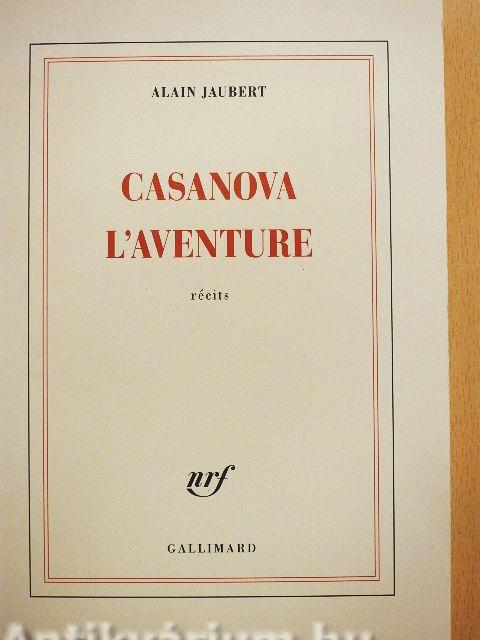 ALAIN JAUBERT
CASANOVA
L'AVENTURE
récits
nrf
GALLIMARD
Antikvárium.hu